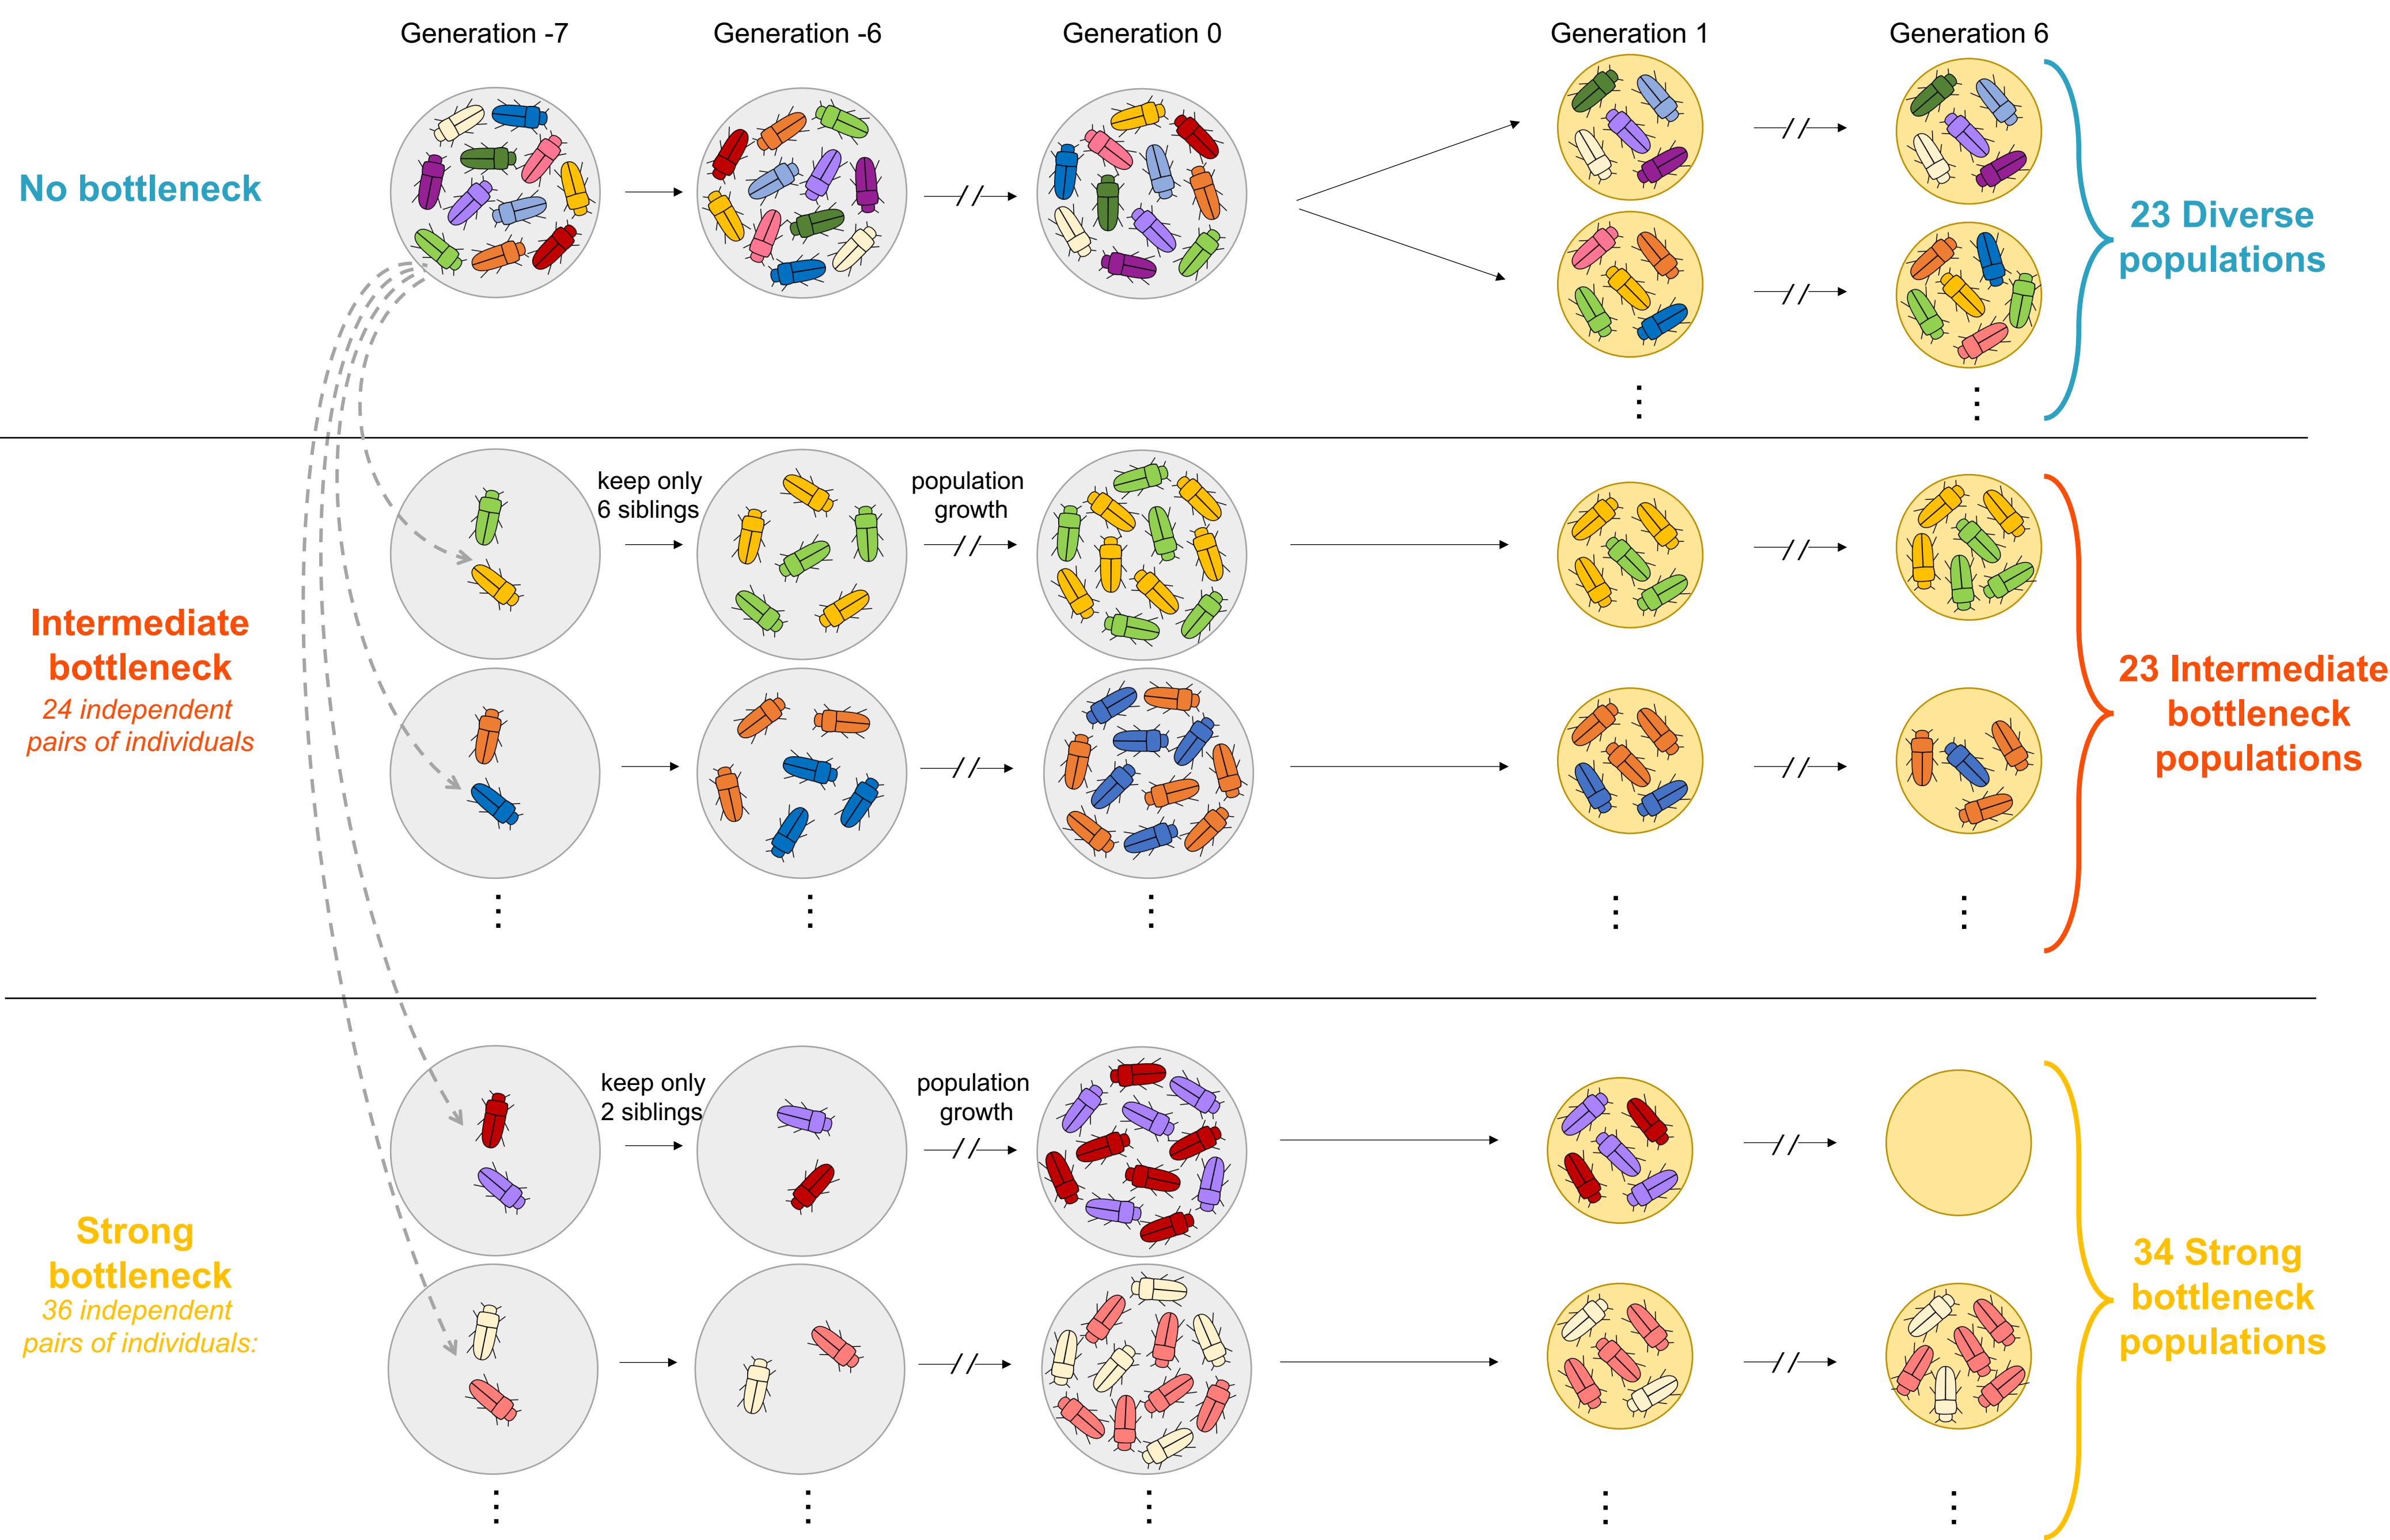 Generation -7
Generation -6
Generation 0
Generation 1
Generation 6
No bottleneck
23 Diverse
populations
keep only
6 siblings
population
growth
Intermediate
bottleneck
24 independent
pairs of individuals
23 Intermediate
bottleneck
populations
keep only
2 siblings
population
growth
Strong
bottleneck
36 independent
pairs of individuals:
34 Strong
bottleneck
populations